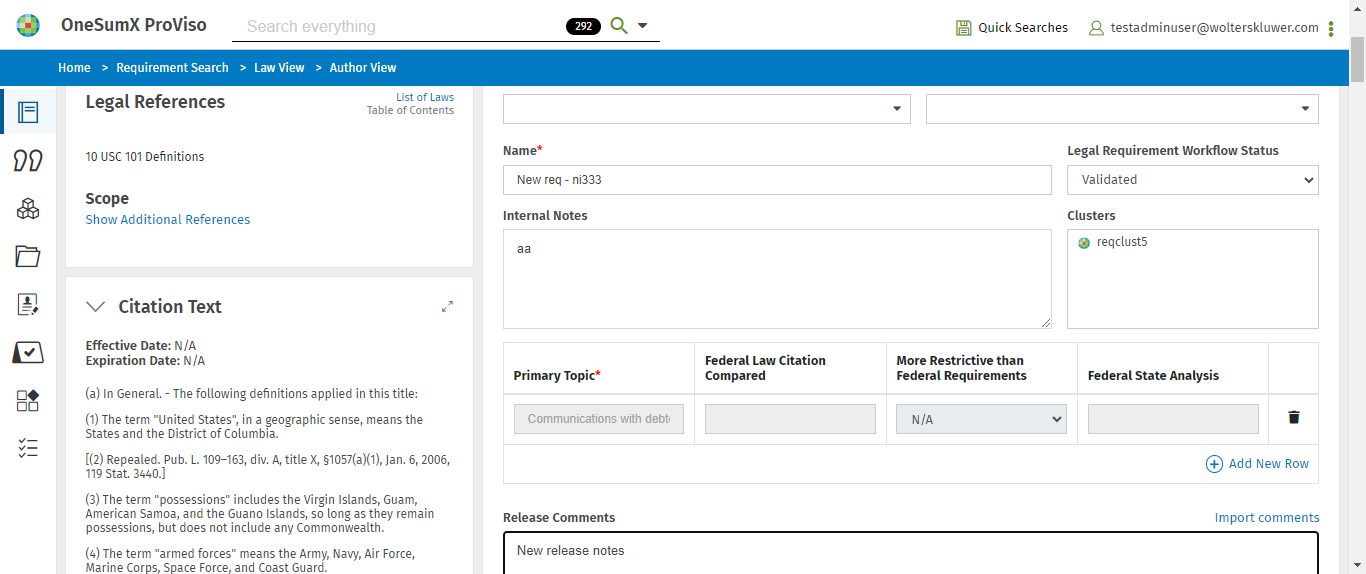 OneSumX ProViso
Search everything
292
Quick Searches
testadminuser@wolterskluwer.com
Home > Requirement Search > Law View > Author View
Legal References
List of Laws
Table of Contents
10 USC 101 Definitions
Scope
Show Additional References
Citation Text
Effective Date: N/A
Expiration Date: N/A
(a) In General. - The following definitions applied in this title:
(1) The term "United States", in a geographic sense, means the
States and the District of Columbia.
[(2) Repealed. Pub. L. 109–163, div. A, title X, §1057(a)(1), Jan. 6, 2006,
119 Stat. 3440.]
(3) The term "possessions" includes the Virgin Islands, Guam,
American Samoa, and the Guano Islands, so long as they remain
possessions, but does not include any Commonwealth.
(4) The term "armed forces" means the Army, Navy, Air Force,
Marine Corps, Space Force, and Coast Guard.
Name*
New req - ni333
Legal Requirement Workflow Status
Validated
Internal Notes
aa
Clusters
reqclust5
Primary Topic*
Federal Law Citation
Compared
More Restrictive than
Federal Requirements
Federal State Analysis
Communications with debt
N/A
Add New Row
Release Comments
Import comments
New release notes